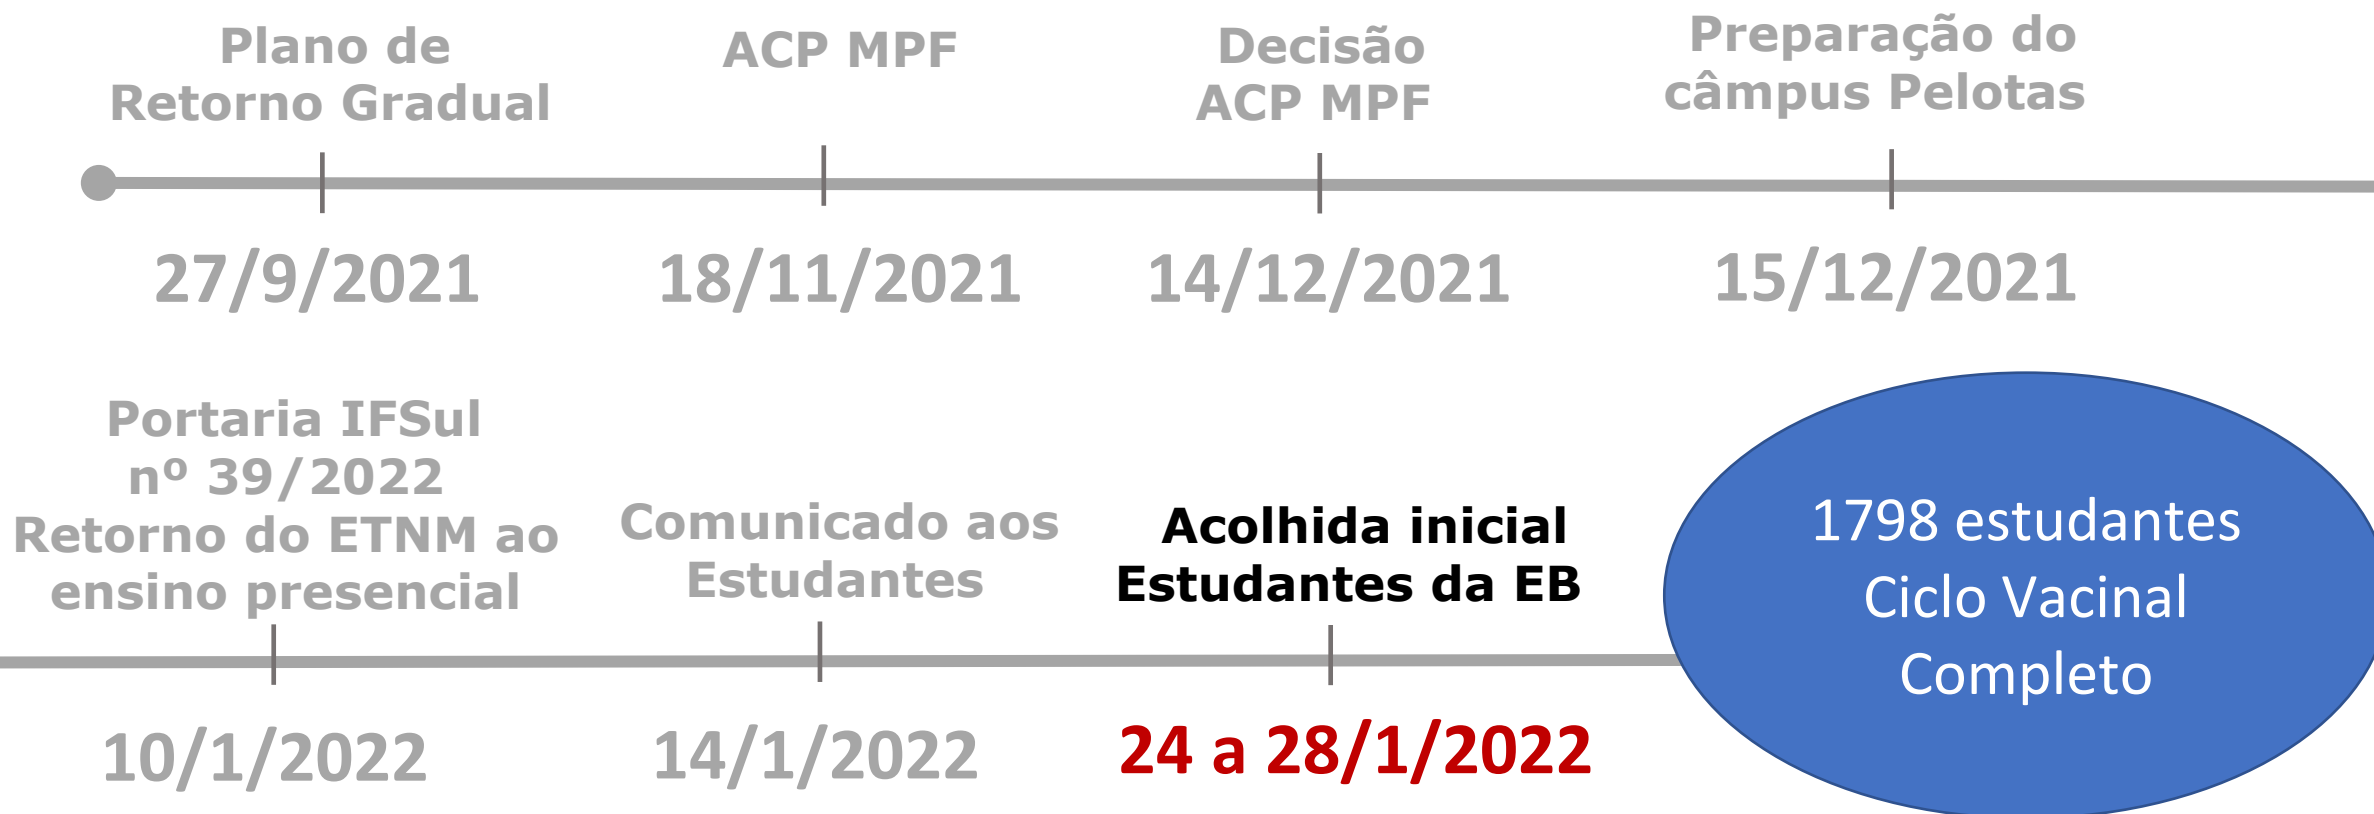 Plano de
Retorno Gradual
27/9/2021
ACP MPF
18/11/2021
Decisão
ACP MPF
14/12/2021
Preparação do
câmpus Pelotas
15/12/2021
Portaria IFSul
nº 39/2022
Retorno do ETNM ao
ensino presencial
10/1/2022
Comunicado aos
Estudantes
14/1/2022
Acolhida inicial
Estudantes da EB
24 a 28/1/2022
1798 estudantes
Ciclo Vacinal
Completo